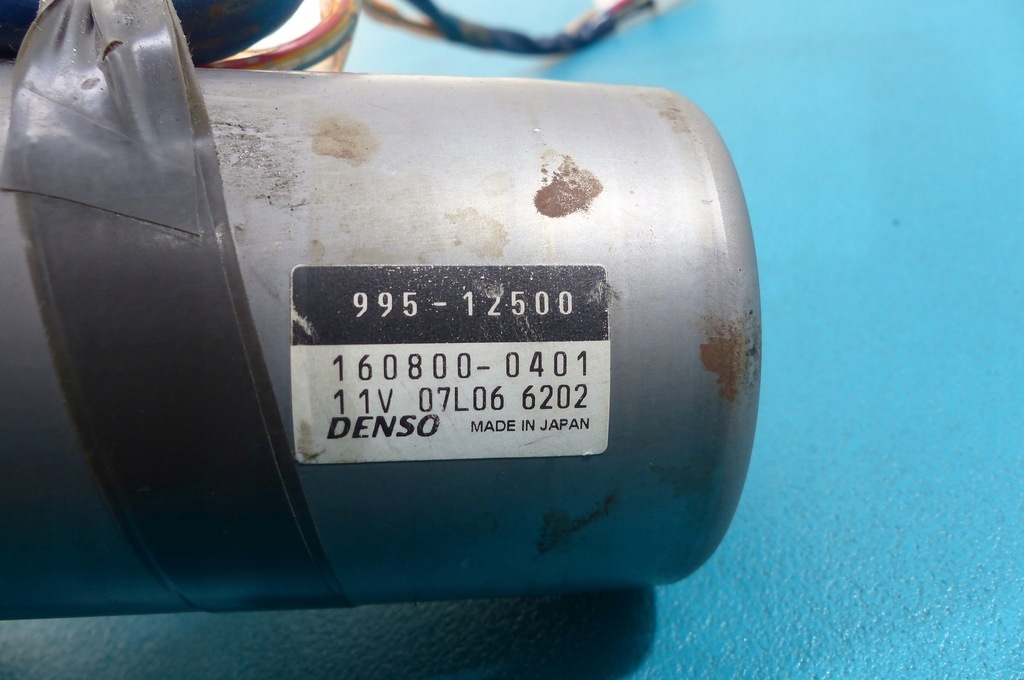 995-12500
160800-0401
11V 07L06 6202
DENSO MADE IN JAPAN